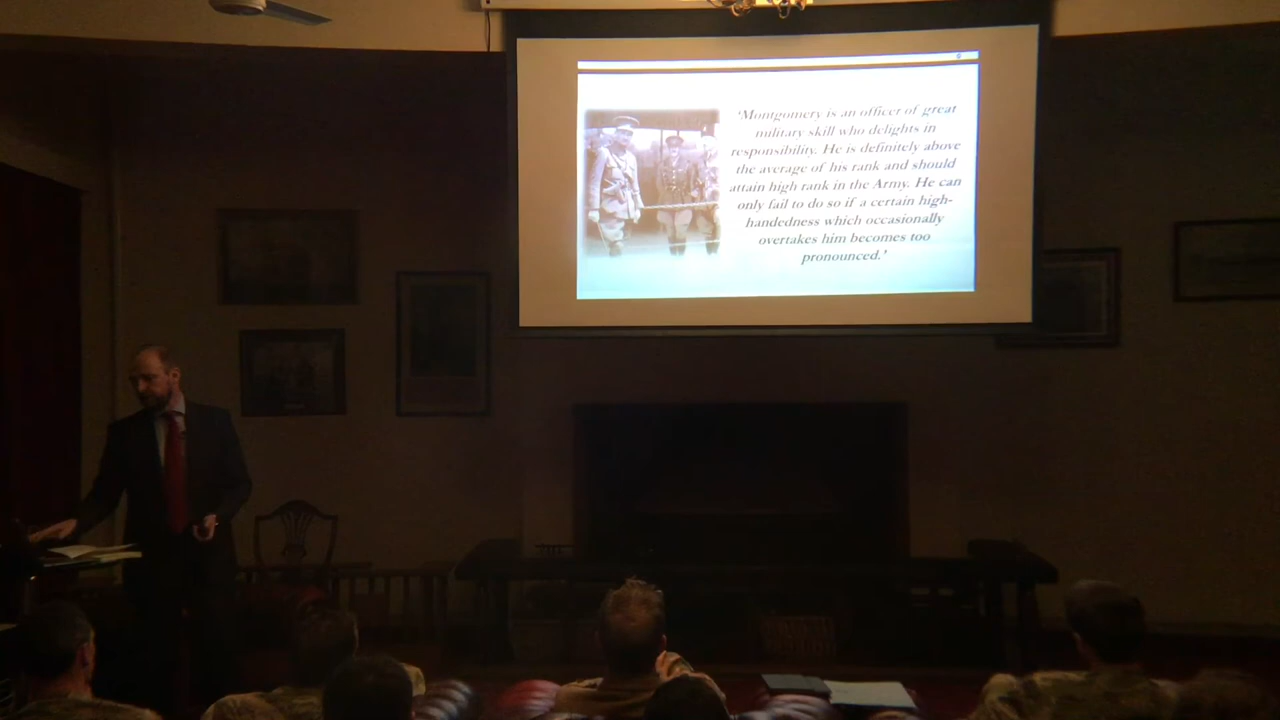 'Montgomery is an officer of great
military skill who delights in
responsibility. He is definitely above
the average of his rank and should
attain high rank in the Army. He can
only fail to do so if a certain high-
handedness which occasionally
overtakes him becomes too
pronounced.'